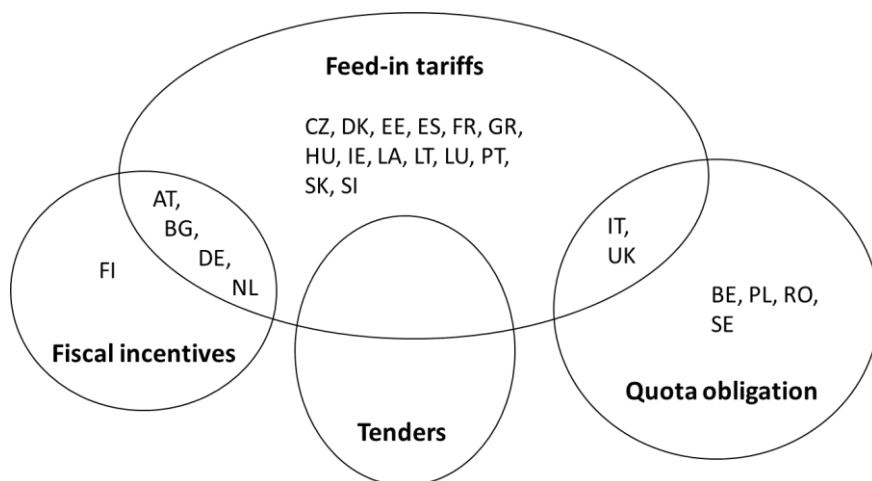 Feed-in tariffs
CZ, DK, EE, ES, FR, GR,
HU, IE, LA, LT, LU, PT,
SK, SI
AT,
BG,
DE,
NL
FI
Fiscal incentives
Tenders
IT,
UK
BE, PL, RO,
SE
Quota obligation